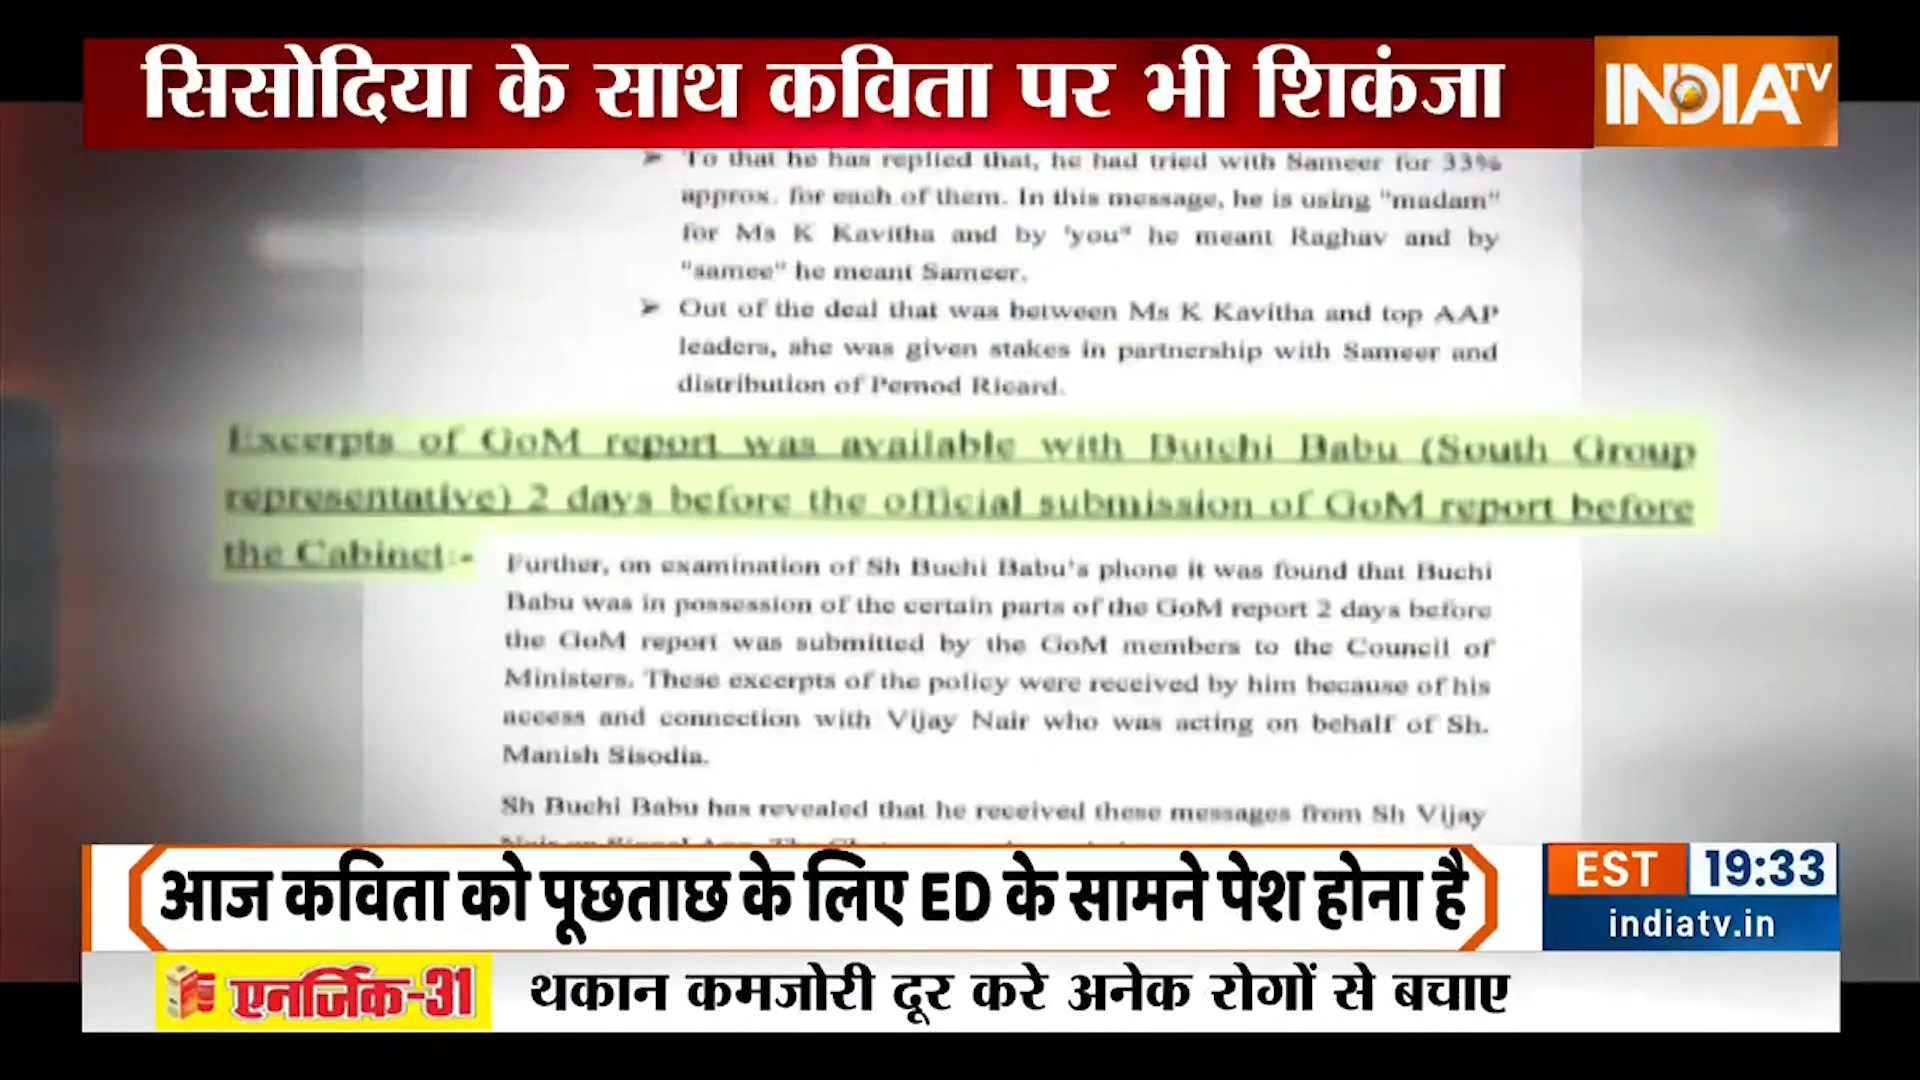 सिसोदिया के साथ कविता पर भी शिकंजा
INDIA TV
➤ To that he has replied that, he had tried with Sameer for 33%
approx. for each of them. In this message, he is using "madam"
for Ms K Kavitha and by 'you" he meant Raghav and by
"samee" he meant Sameer.
➤ Out of the deal that was between Ms K Kavitha and top AAP
leaders, she was given stakes in partnership with Sameer and
distribution of Pernod Ricard.
Excerpts of GoM report was available with Butchi Babu (South Group
representative) 2 days before the official submission of GoM report before
the Cabinet:-
Further, on examination of Sh Buchi Babu's phone it was found that Buchi
Babu was in possession of the certain parts of the GoM report 2 days before
the GoM report was submitted by the GoM members to the Council of
Ministers. These excerpts of the policy were received by him because of his
access and connection with Vijay Nair who was acting on behalf of Sh.
Manish Sisodia.
Sh Buchi Babu has revealed that he received these messages from Sh Vijay
आज कविता को पूछताछ के लिए ED के सामने पेश होना है
EST 19:33
indiatv.in
एनर्जिक-31
थकान कमजोरी दूर करे अनेक रोगों से बचाए